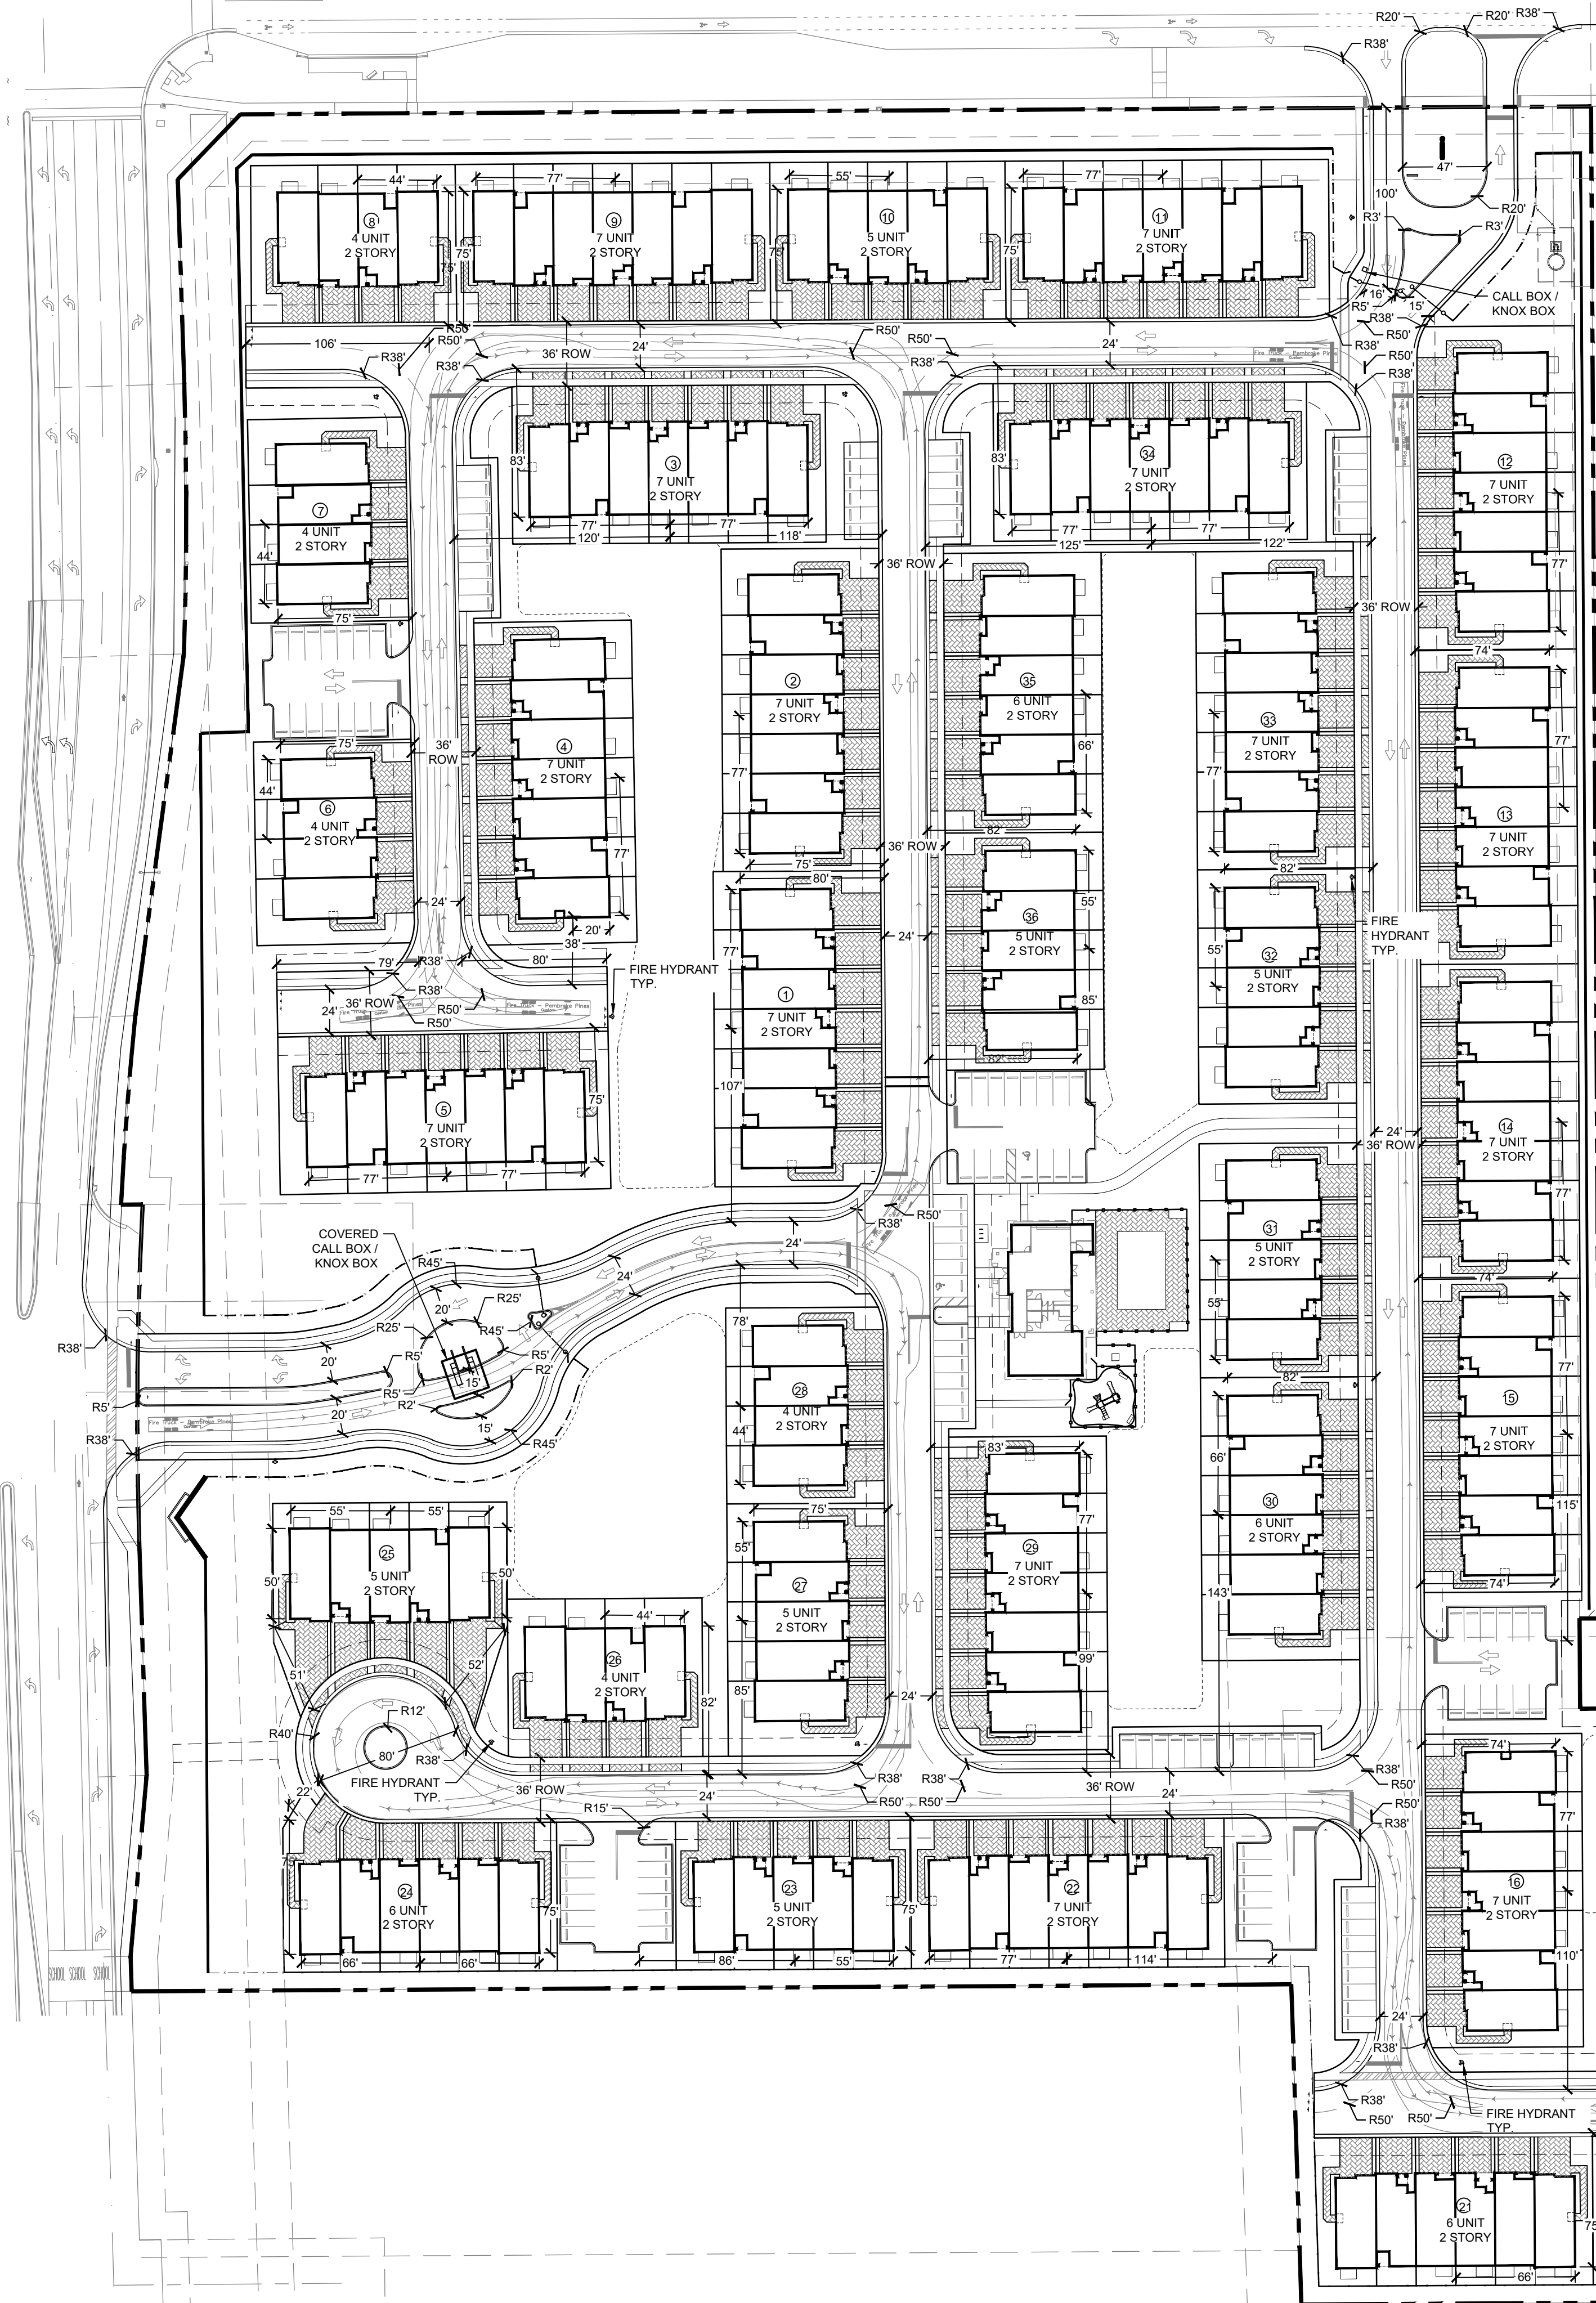 R20'
R20'
R38'
R38'
47'
100'
R20'
R3'
R3'
CALL BOX /
KNOX BOX
16'
R5'
15'
R38'
R50'
R38'
R50'
R38'
44'
8
4 UNIT
2 STORY
75'
77'
9
7 UNIT
2 STORY
75'
55'
10
5 UNIT
2 STORY
75'
77'
11
7 UNIT
2 STORY
75'
106'
R50'
R50'
R38'
R38'
36' ROW
24'
R50'
R50'
R38'
24'
Fire Truck - Pembroke Pines
Custom
83'
3
7 UNIT
2 STORY
77'
77'
120'
118'
83'
34
7 UNIT
2 STORY
77'
77'
125'
122'
12
7 UNIT
2 STORY
77'
74'
7
4 UNIT
2 STORY
44'
75'
36' ROW
36' ROW
75'
36'
ROW
44'
6
4 UNIT
2 STORY
4
7 UNIT
2 STORY
77'
24'
20'
38'
2
7 UNIT
2 STORY
77'
75'
35
6 UNIT
2 STORY
66'
82'
33
7 UNIT
2 STORY
77'
82'
13
7 UNIT
2 STORY
77'
36' ROW
80'
77'
1
7 UNIT
2 STORY
107'
24'
55'
36
5 UNIT
2 STORY
85'
82'
55'
32
5 UNIT
2 STORY
FIRE
HYDRANT
TYP.
79'
R38'
80'
R38'
36' ROW
24'
R50'
R50'
Fire Truck - Pembroke Pines
Custom
FIRE HYDRANT
TYP.
5
7 UNIT
2 STORY
75'
77'
77'
24'
36' ROW
14
7 UNIT
2 STORY
77'
74'
COVERED
CALL BOX /
KNOX BOX
R45'
20'
R25'
R25'
R45'
24'
24'
R38'
R50'
R38'
20'
R5'
R5'
R2'
R5'
15'
R2'
15'
R45'
R5'
20'
R38'
Fire Truck - Pembroke Pines
Custom
31
5 UNIT
2 STORY
55'
82'
78'
28
4 UNIT
2 STORY
44'
75'
83'
77'
29
7 UNIT
2 STORY
99'
66'
30
6 UNIT
2 STORY
143'
77'
15
7 UNIT
2 STORY
115'
74'
55'
55'
25
5 UNIT
2 STORY
50'
50'
51'
52'
44'
26
4 UNIT
2 STORY
82'
55'
27
5 UNIT
2 STORY
85'
24'
R12'
R40'
80'
R38'
FIRE HYDRANT
TYP.
22'
36' ROW
24'
R15'
R38'
R50'
R38'
R50'
36' ROW
24'
R38'
R50'
R50'
R38'
74'
77'
16
7 UNIT
2 STORY
110'
75'
24
6 UNIT
2 STORY
75'
66'
66'
23
5 UNIT
2 STORY
75'
86'
55'
22
7 UNIT
2 STORY
77'
114'
SCHOOL SCHOOL SCHOOL
24'
R38'
R38'
R50'
R50'
FIRE HYDRANT
TYP.
21
6 UNIT
2 STORY
66'